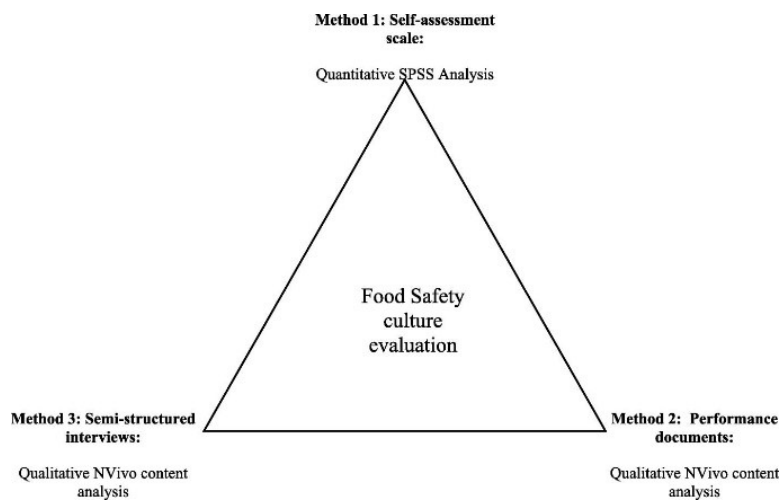 Method 1: Self-assessment
scale:
Quantitative SPSS Analysis
Food Safety
culture
evaluation
Method 3: Semi-structured
interviews:
Qualitative NVivo content
analysis
Method 2: Performance
documents:
Qualitative NVivo content
analysis